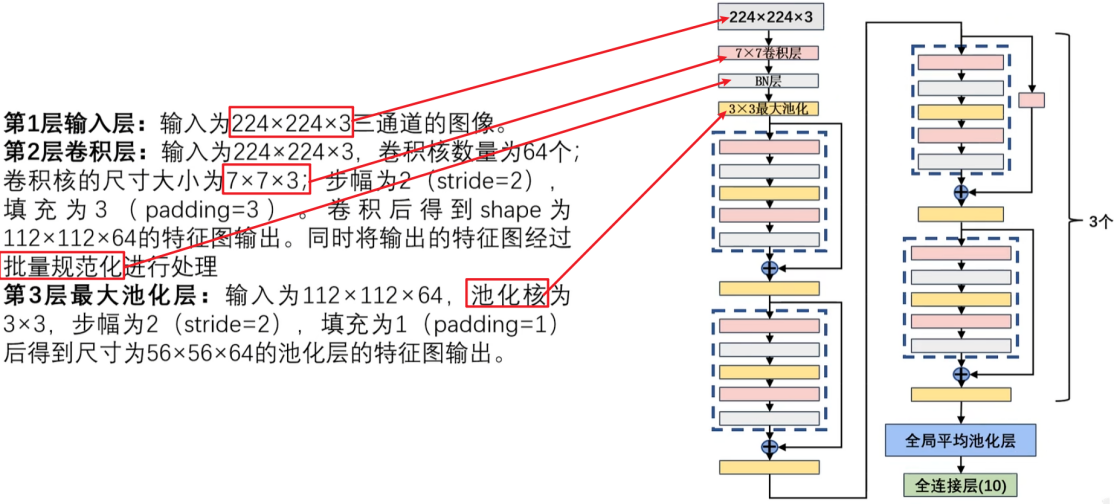 第1层输入层：输入为224×224×3三通道的图像。
第2层卷积层：输入为224×224×3，卷积核数量为64个；
卷积核的尺寸大小为7×7×3；步幅为2（stride=2），
填充为3（padding=3）。卷积后得到shape为
112×112×64的特征图输出。同时将输出的特征图经过
批量规范化进行处理
第3层最大池化层：输入为112×112×64，池化核为
3×3，步幅为2（stride=2），填充为1（padding=1）
后得到尺寸为56×56×64的池化层的特征图输出。
224×224×3
7×7卷积层
BN层
3×3最大池化
3个
全局平均池化层
全连接层(10)